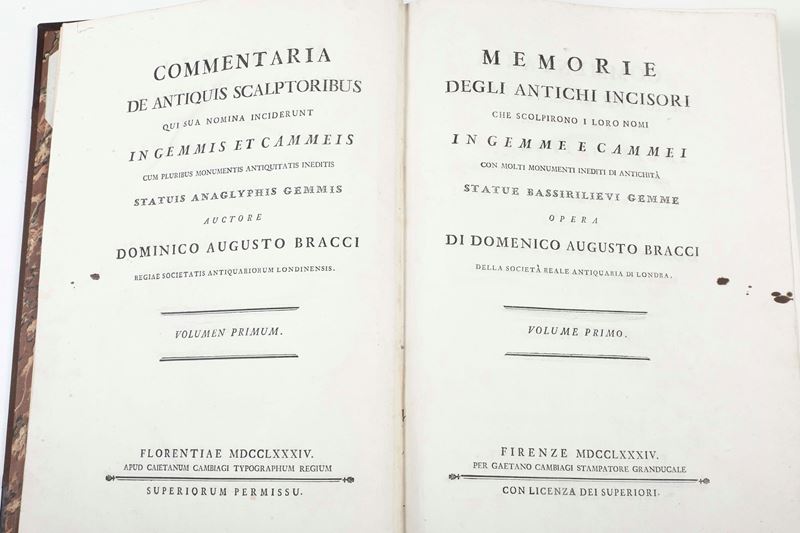 COMMENTARIA
DE ANTIQUIS SCALPTORIBUS
QUI SUA NOMINA INCIDERUNT
IN GEMMIS ET CAMMEIS
CUM PLURIBUS MONUMENTIS ANTIQUITATIS INEDITIS
STATUIS ANAGLYPHIS GEMMIS
AUCTORE
DOMINICO AUGUSTO BRACCI
REGIAE SOCIETATIS ANTIQUARIORUM LONDINENSIS.
VOLUMEN PRIMUM.
FLORENTIAE MDCCLXXXIV.
APUD CAIETANUM CAMBIAGI TYPOGRAPHUM REGIUM
SUPERIORUM PERMISSU.
MEMORIE
DEGLI ANTICHI INCISORI
CHE SCOLPIRONO I LORO NOMI
IN GEMME E CAMMEI
CON MOLTI MONUMENTI INEDITI DI ANTICHITÀ
STATUE BASSIRILIEVI GEMME
OPERA
DI DOMENICO AUGUSTO BRACCI
DELLA SOCIETÀ REALE ANTIQUARIA DI LONDRA.
VOLUME PRIMO.
FIRENZE MDCCLXXXIV.
PER GAETANO CAMBIAGI STAMPATORE GRANDUCALE
CON LICENZA DEI SUPERIORI.